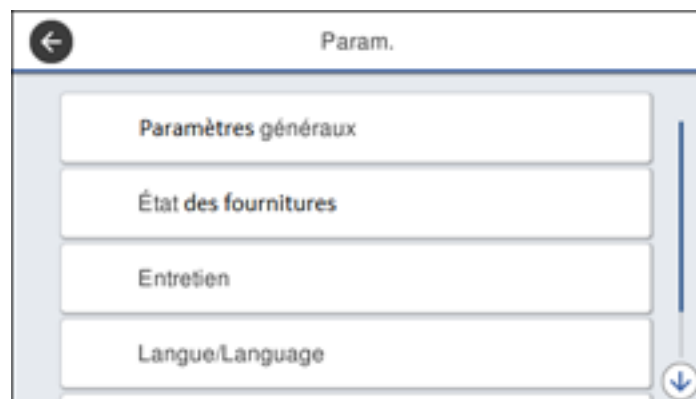 Param.
Paramètres généraux
État des fournitures
Entretien
Langue/Language